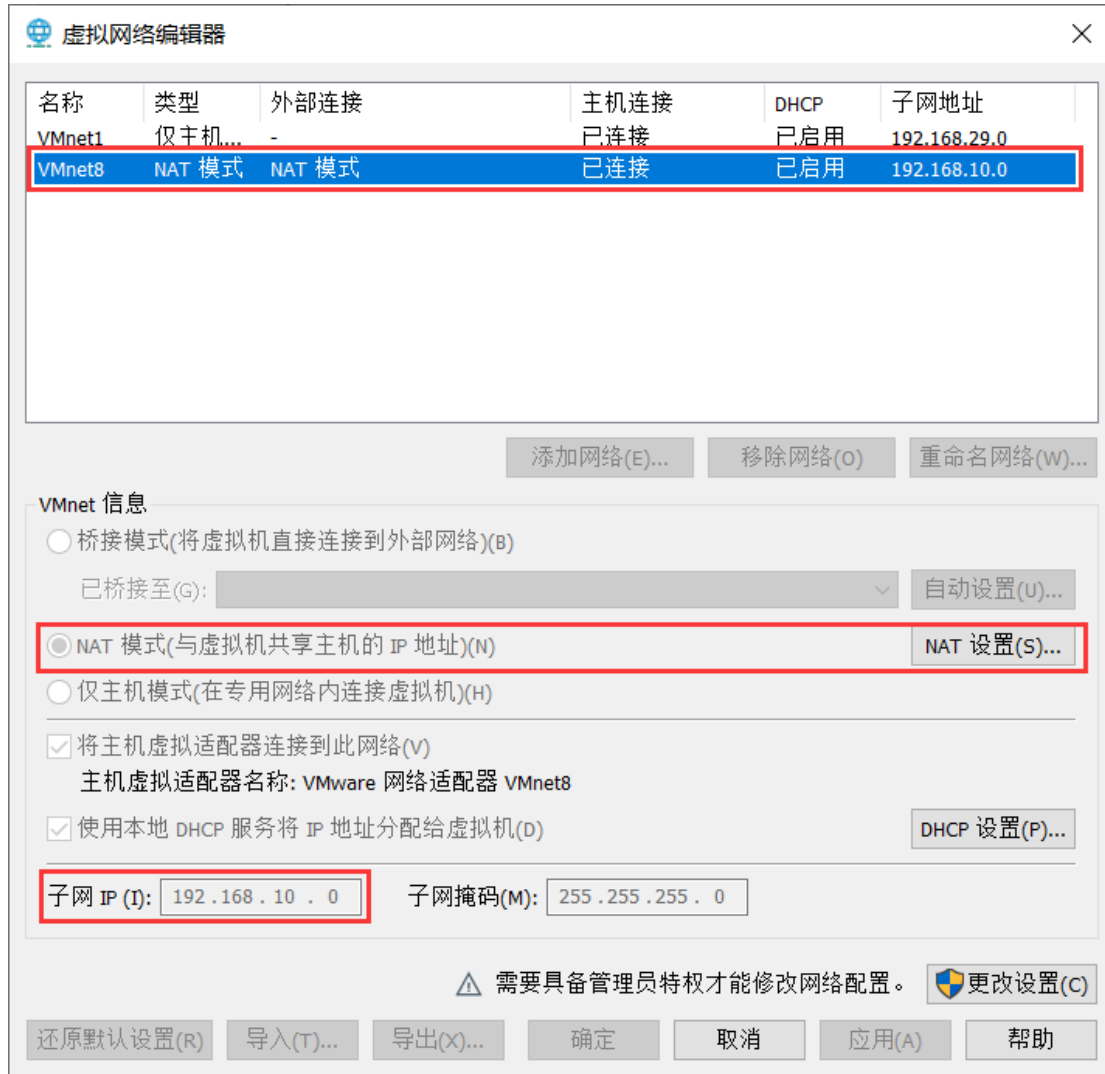 虚拟网络编辑器
名称 类型 外部连接 主机连接 DHCP 子网地址
VMnet1 仅主机... - 已连接 已启用 192.168.29.0
VMnet8 NAT 模式 NAT 模式 已连接 已启用 192.168.10.0
添加网络(E)... 移除网络(O) 重命名网络(W)...
VMnet 信息
桥接模式(将虚拟机直接连接到外部网络)(B)
已桥接至(G): 自动设置(U)...
NAT 模式(与虚拟机共享主机的 IP 地址)(N) NAT 设置(S)...
仅主机模式(在专用网络内连接虚拟机)(H)
将主机虚拟适配器连接到此网络(V)
主机虚拟适配器名称: VMware 网络适配器 VMnet8
使用本地 DHCP 服务将 IP 地址分配给虚拟机(D) DHCP 设置(P)...
子网 IP (I): 192.168.10.0 子网掩码(M): 255.255.255.0
需要具备管理员特权才能修改网络配置。 更改设置(C)
还原默认设置(R) 导入(T)... 导出(X)... 确定 取消 应用(A) 帮助